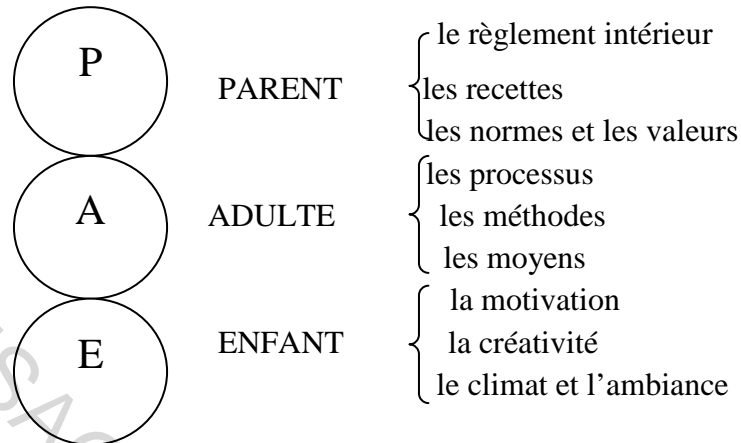 P
PARENT
le règlement intérieur
les recettes
les normes et les valeurs
A
ADULTE
les processus
les méthodes
les moyens
E
ENFANT
la motivation
la créativité
le climat et l’ambiance